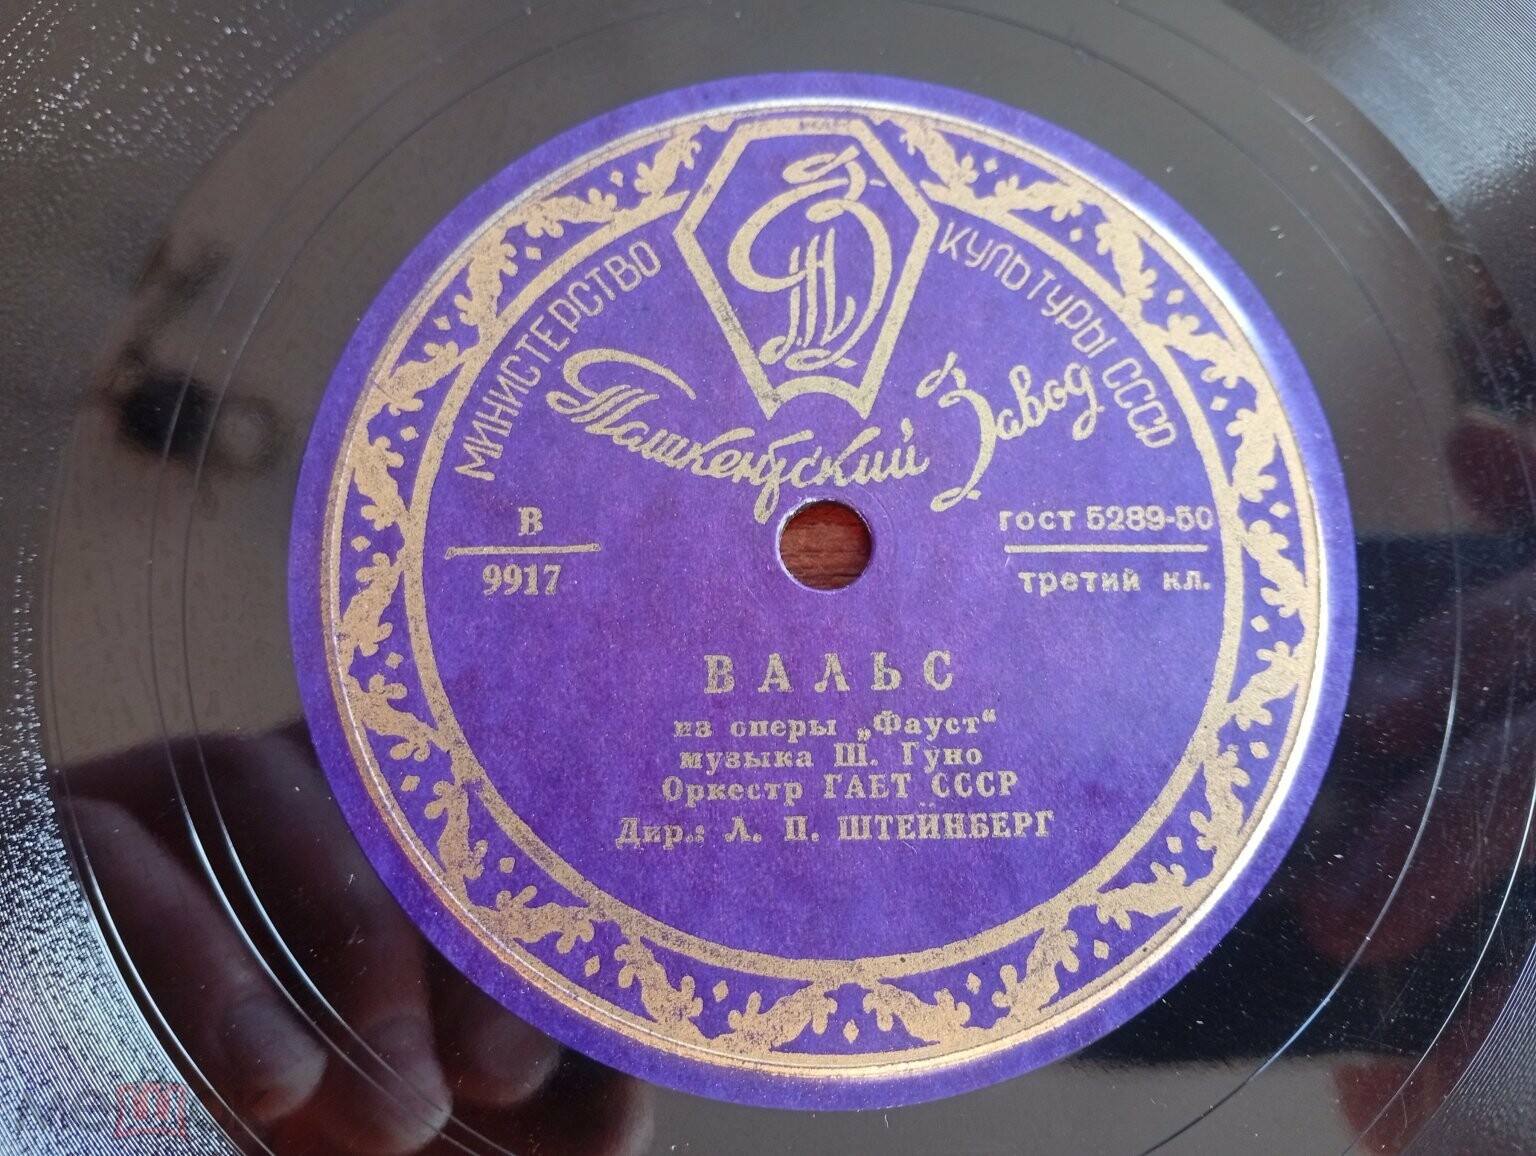 МИНИСТЕРСТВО КУЛЬТУРЫ СССР
Ташкентский Завод
В
9917
ГОСТ 5289-50
третий кл.
ВАЛЬС
из оперы „Фауст“
музыка Ш. Гуно
Оркестр ГАБТ СССР
Дир.: Л. П. ШТЕЙНБЕРГ